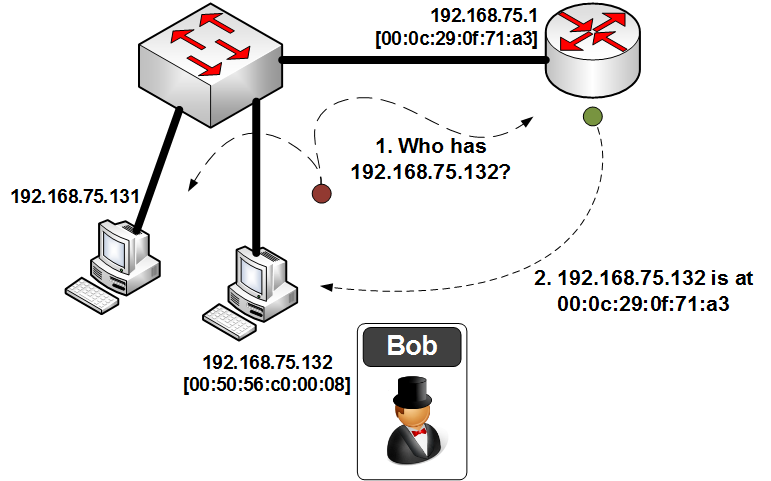 192.168.75.1
[00:0c:29:0f:71:a3]
1. Who has
192.168.75.132?
192.168.75.131
2. 192.168.75.132 is at
00:0c:29:0f:71:a3
192.168.75.132
[00:50:56:c0:00:08]
Bob